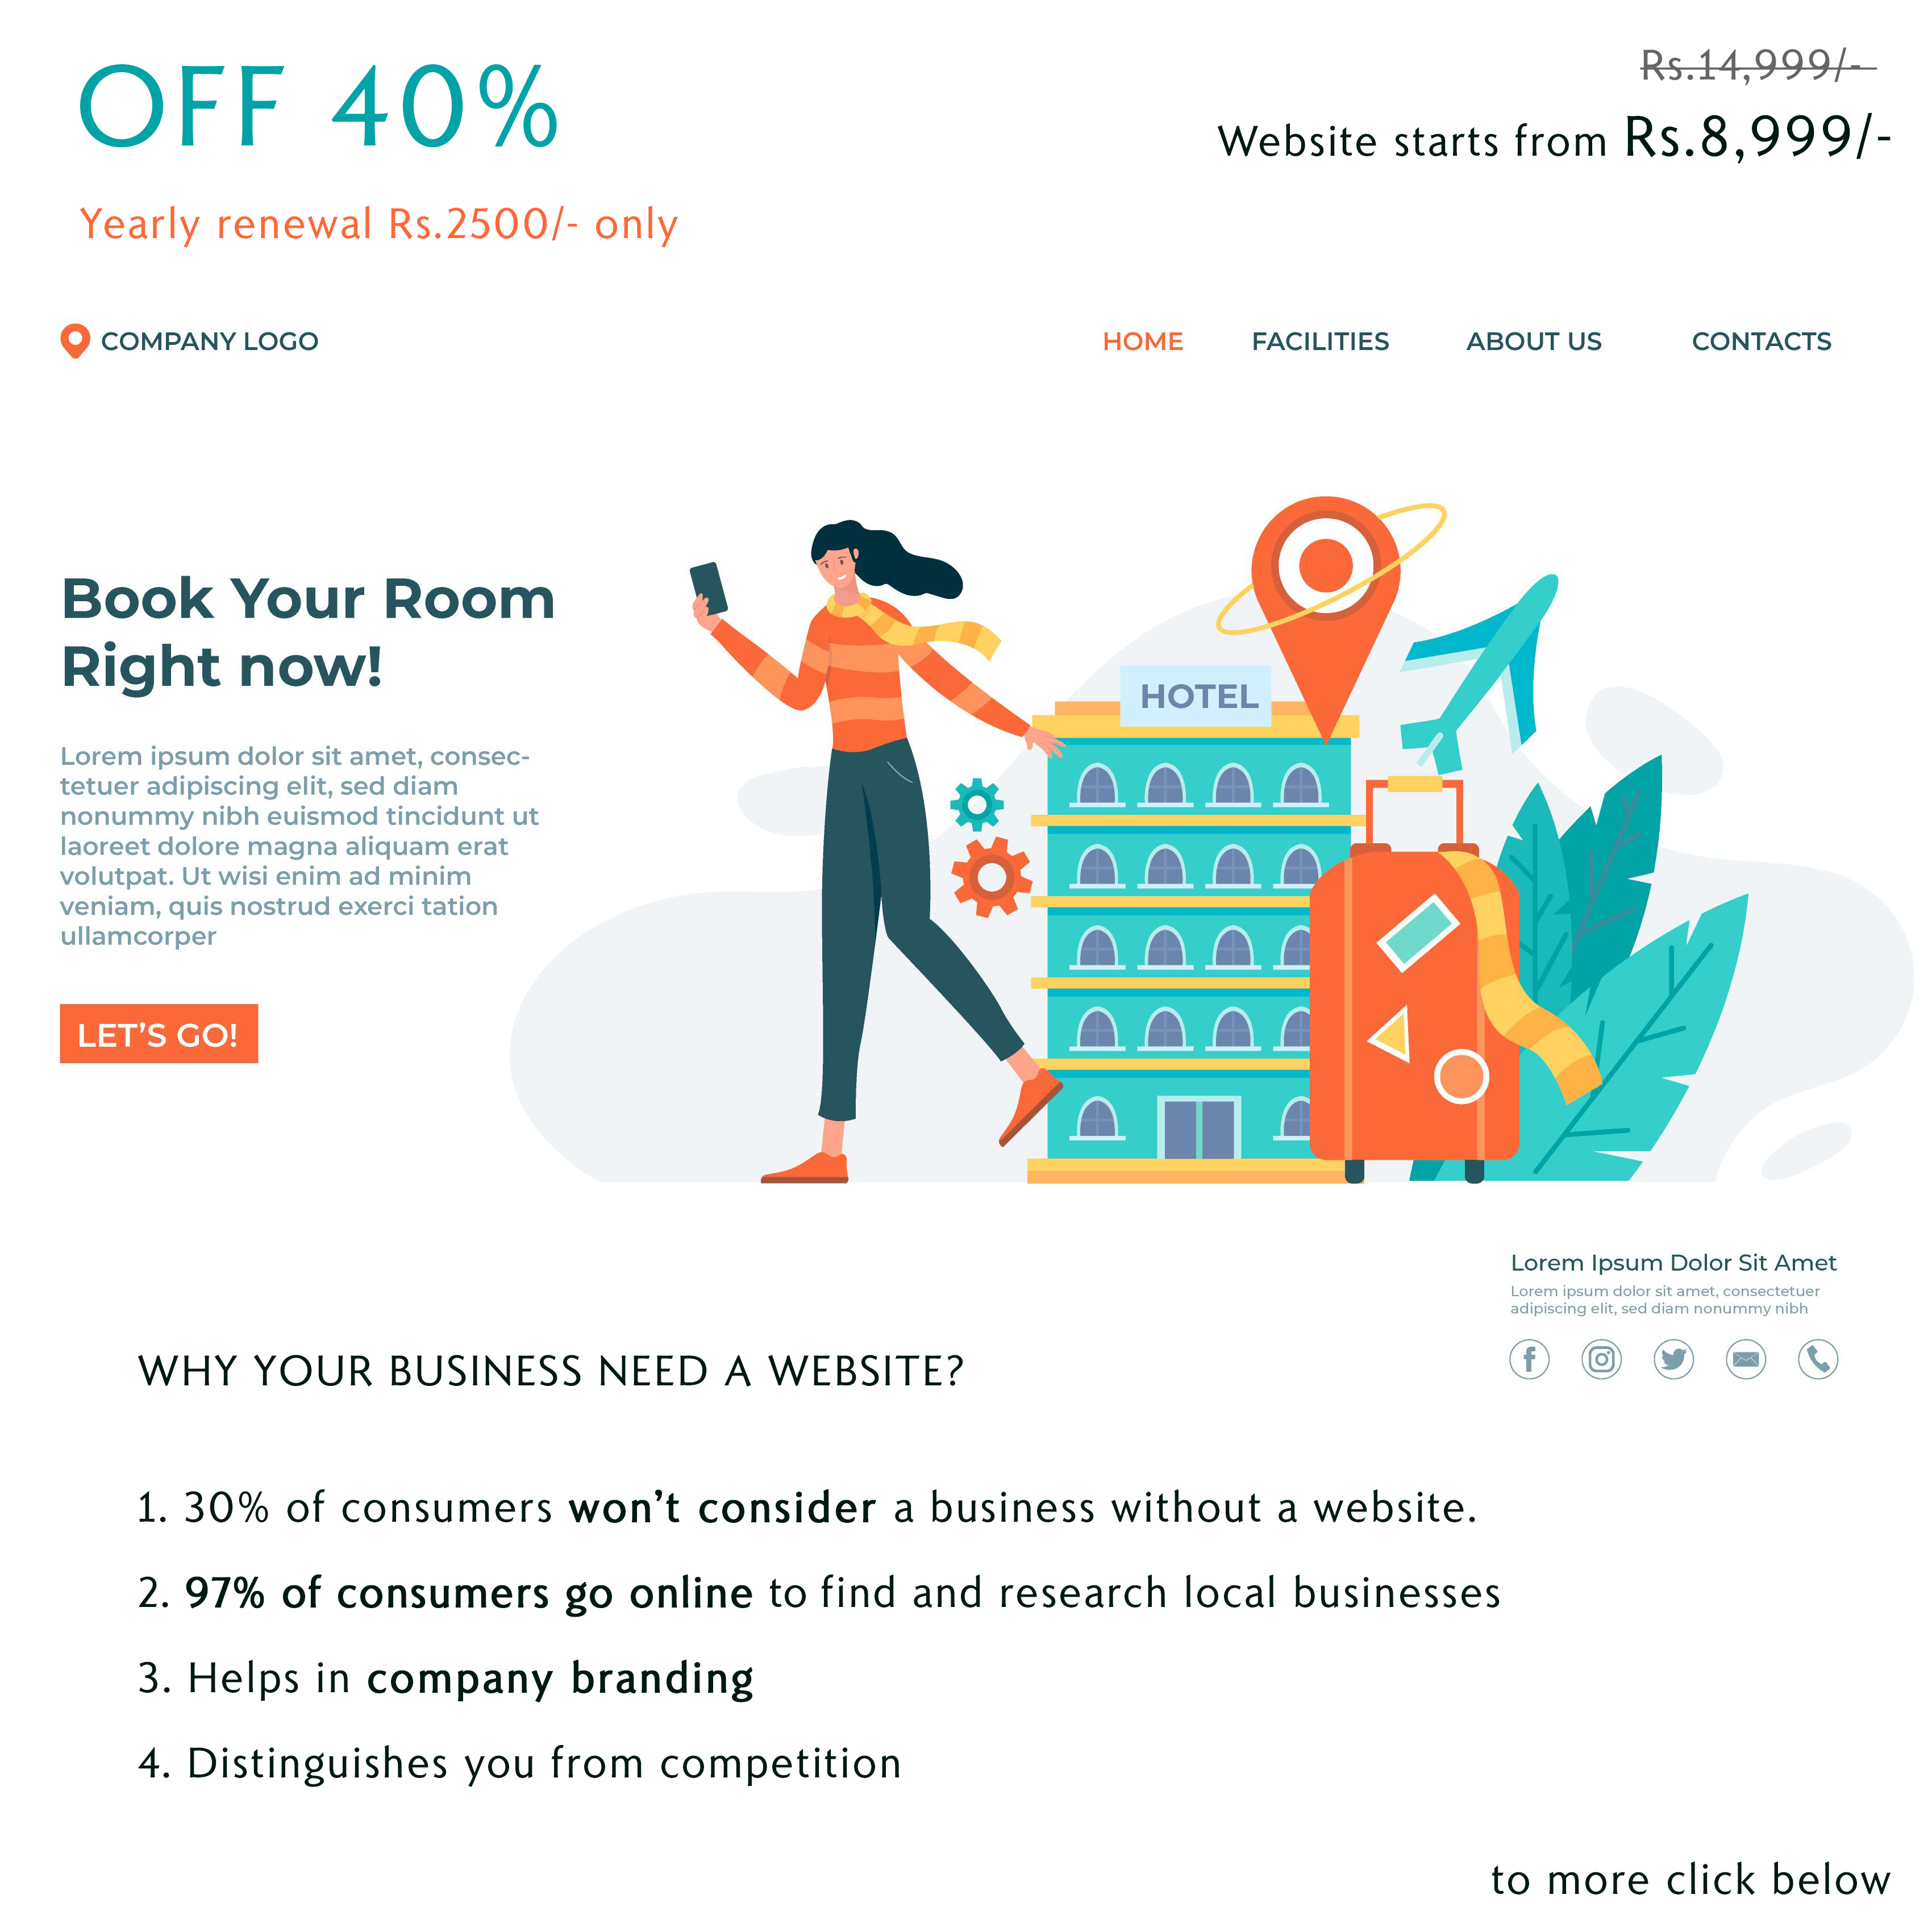 OFF 40%
Rs.14,999/-
Website starts from Rs.8,999/-
Yearly renewal Rs.2500/- only
COMPANY LOGO
HOME FACILITIES ABOUT US CONTACTS
Book Your Room
Right now!
HOTEL
Lorem ipsum dolor sit amet, consec-
tetuer adipiscing elit, sed diam
nonummy nibh euismod tincidunt ut
laoreet dolore magna aliquam erat
volutpat. Ut wisi enim ad minim
veniam, quis nostrud exerci tation
ullamcorper
LET'S GO!
Lorem Ipsum Dolor Sit Amet
Lorem ipsum dolor sit amet, consectetuer
adipiscing elit, sed diam nonummy nibh
WHY YOUR BUSINESS NEED A WEBSITE?
1. 30% of consumers won't consider a business without a website.
2. 97% of consumers go online to find and research local businesses
3. Helps in company branding
4. Distinguishes you from competition
to more click below